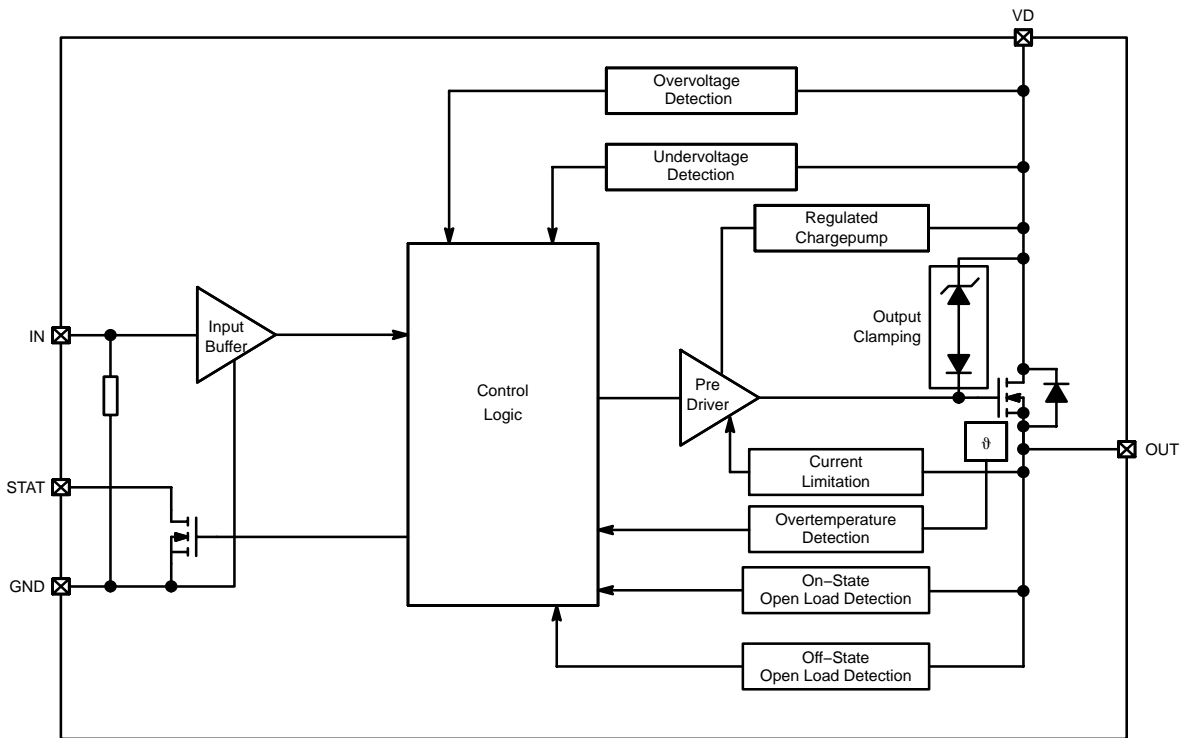 VD
Overvoltage
Detection
Undervoltage
Detection
Regulated
Chargepump
Output
Clamping
IN
Input
Buffer
Control
Logic
Pre
Driver
ϑ
OUT
Current
Limitation
STAT
Overtemperature
Detection
GND
On−State
Open Load Detection
Off−State
Open Load Detection